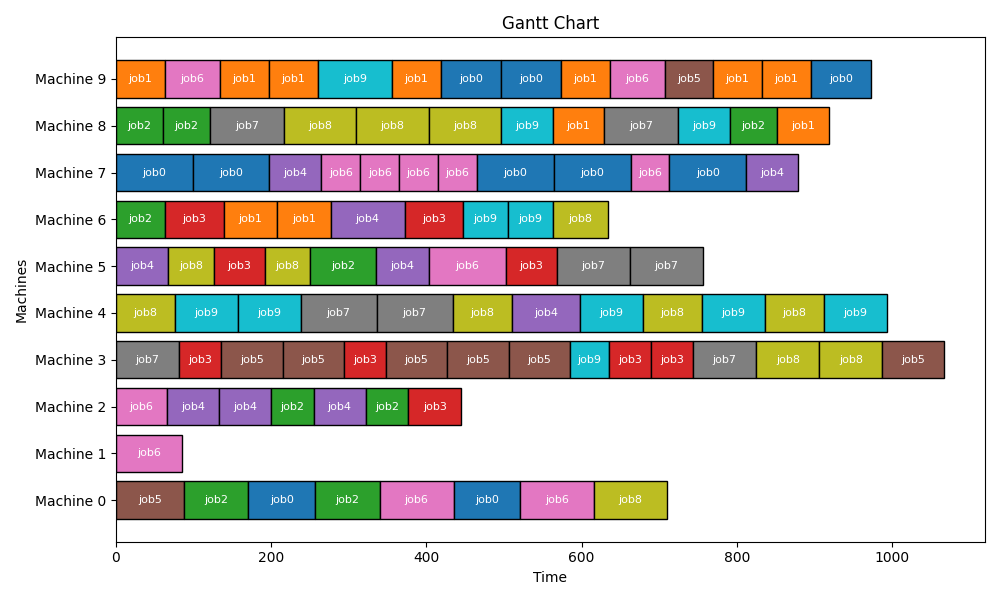 Gantt Chart
Machine 9 job1 job6 job1 job1 job9 job1 job0 job0 job1 job6 job5 job1 job1 job0
Machine 8 job2 job2 job7 job8 job8 job8 job9 job1 job7 job9 job2 job1
Machine 7 job0 job0 job4 job6 job6 job6 job6 job0 job0 job6 job0 job4
Machine 6 job2 job3 job1 job1 job4 job3 job9 job9 job8
Machine 5 job4 job8 job3 job8 job2 job4 job6 job3 job7 job7
Machine 4 job8 job9 job9 job7 job7 job8 job4 job9 job8 job9 job8 job9
Machine 3 job7 job3 job5 job5 job3 job5 job5 job5 job9 job3 job3 job7 job8 job8 job5
Machine 2 job6 job4 job4 job2 job4 job2 job3
Machine 1 job6
Machine 0 job5 job2 job0 job2 job6 job0 job6 job8
0 200 400 600 800 1000
Time
Machines